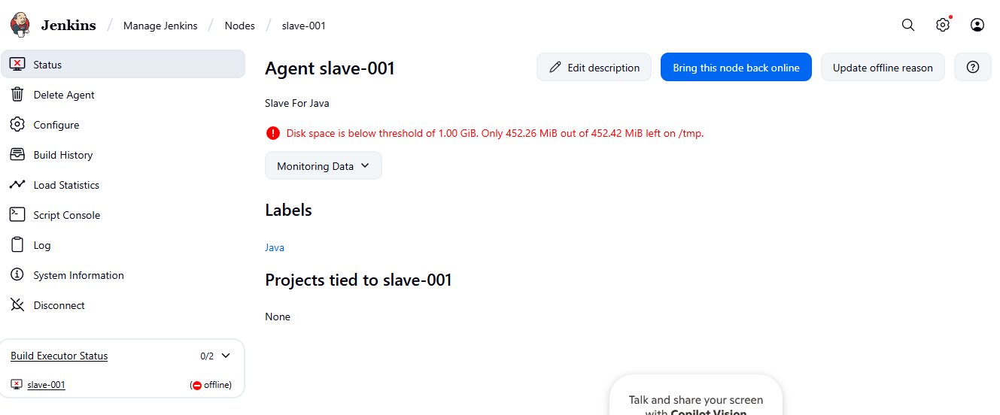 Jenkins / Manage Jenkins / Nodes / slave-001
Status
Delete Agent
Configure
Build History
Load Statistics
Script Console
Log
System Information
Disconnect
Build Executor Status 0/2
slave-001 (offline)
Agent slave-001
Edit description
Bring this node back online
Update offline reason
Slave For Java
Disk space is below threshold of 1.00 GiB. Only 452.26 MiB out of 452.42 MiB left on /tmp.
Monitoring Data
Labels
Java
Projects tied to slave-001
None
Talk and share your screen
with Copilot Vision